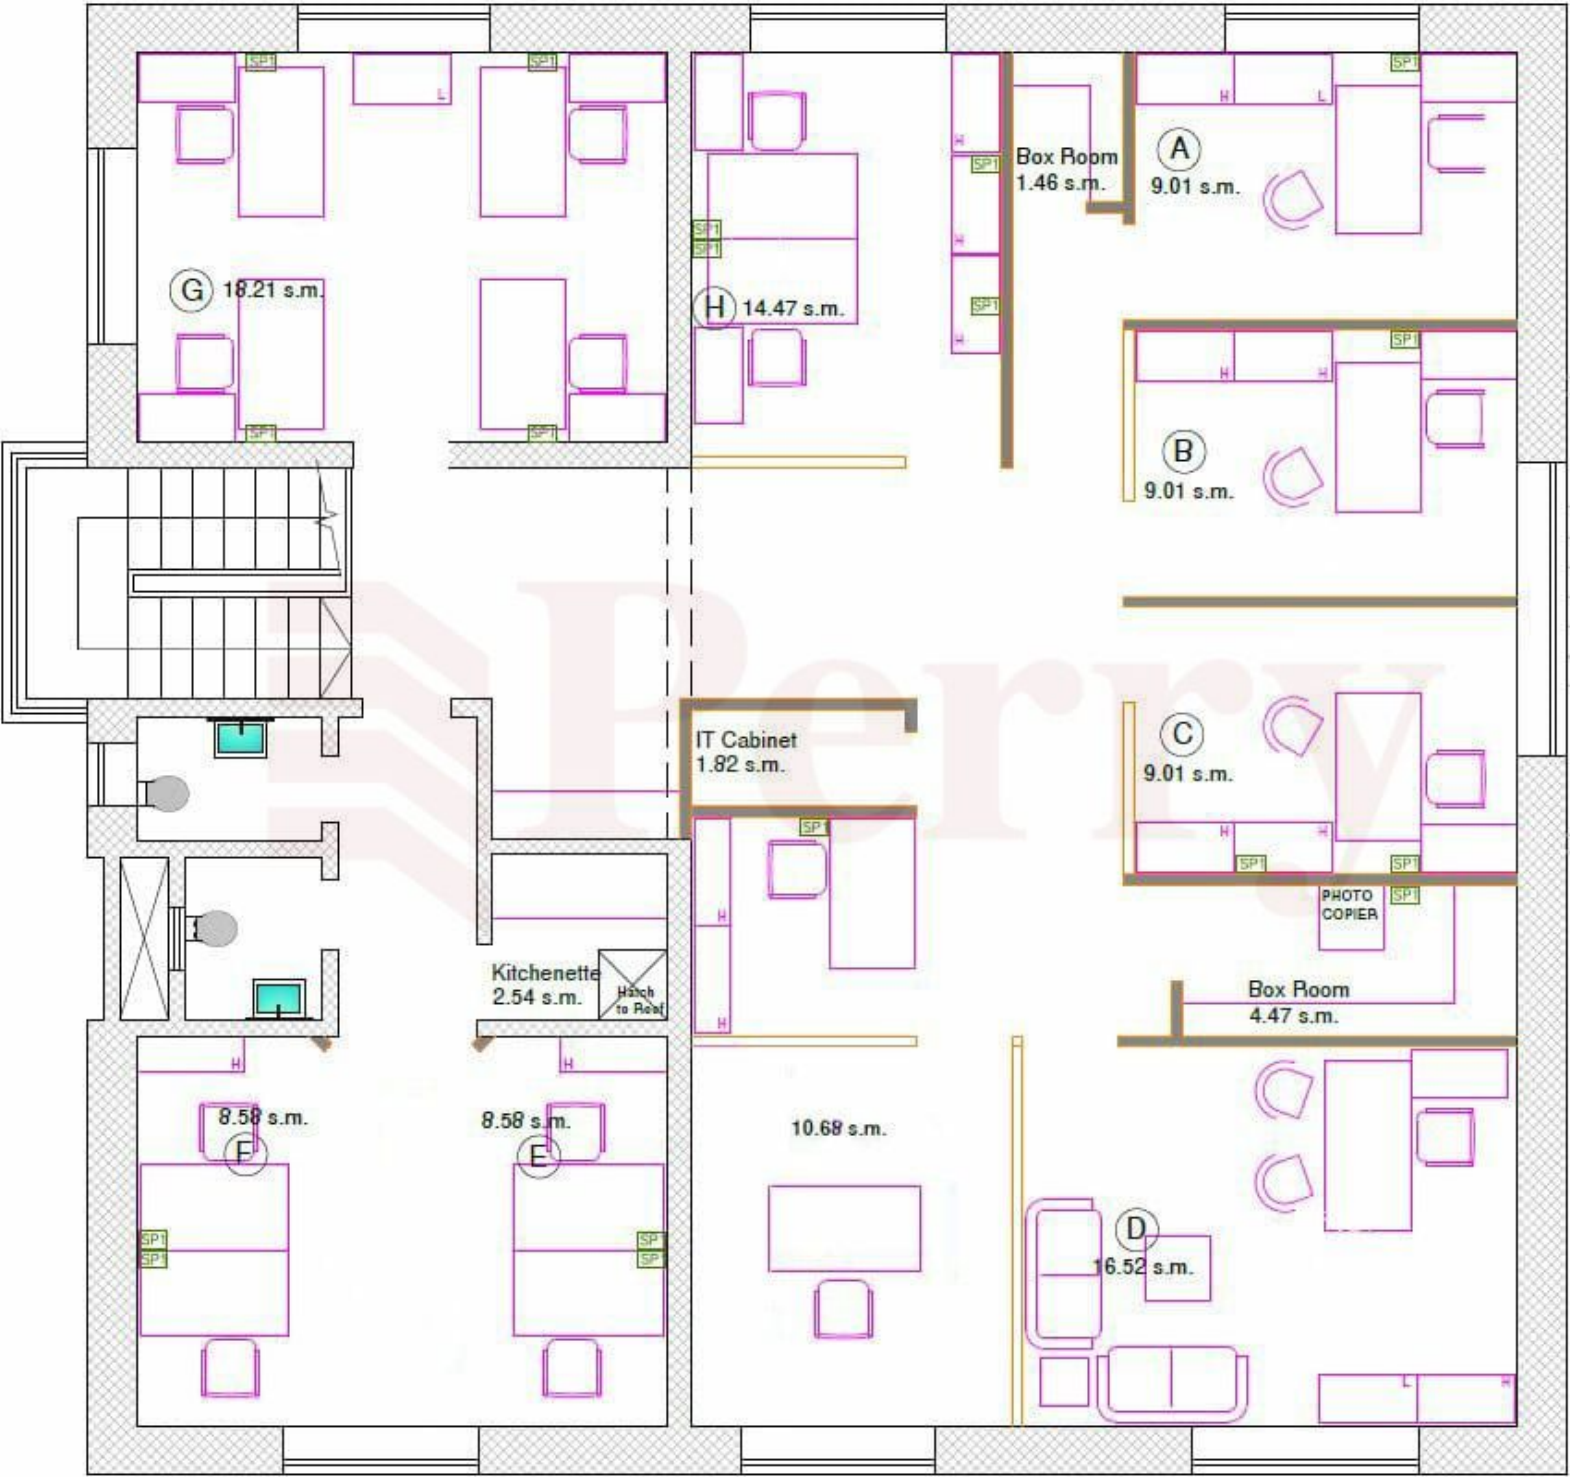 SP1
SP1
L
G
18.21 s.m.
SP1
SP1
H
SP1
H
SP1
SP1
H
SP1
H
H
14.47 s.m.
Box Room
1.46 s.m.
H
L
SP1
A
9.01 s.m.
H
H
SP1
B
9.01 s.m.
Perry
IT Cabinet
1.82 s.m.
C
9.01 s.m.
H
H
SP1
SP1
SP1
H
H
PHOTO
COPIER
SP1
Box Room
4.47 s.m.
Kitchenette
2.54 s.m.
Hatch
to Roof
H
H
8.58 s.m.
F
8.58 s.m.
E
SP1
SP1
SP1
SP1
10.68 s.m.
D
16.52 s.m.
L
H